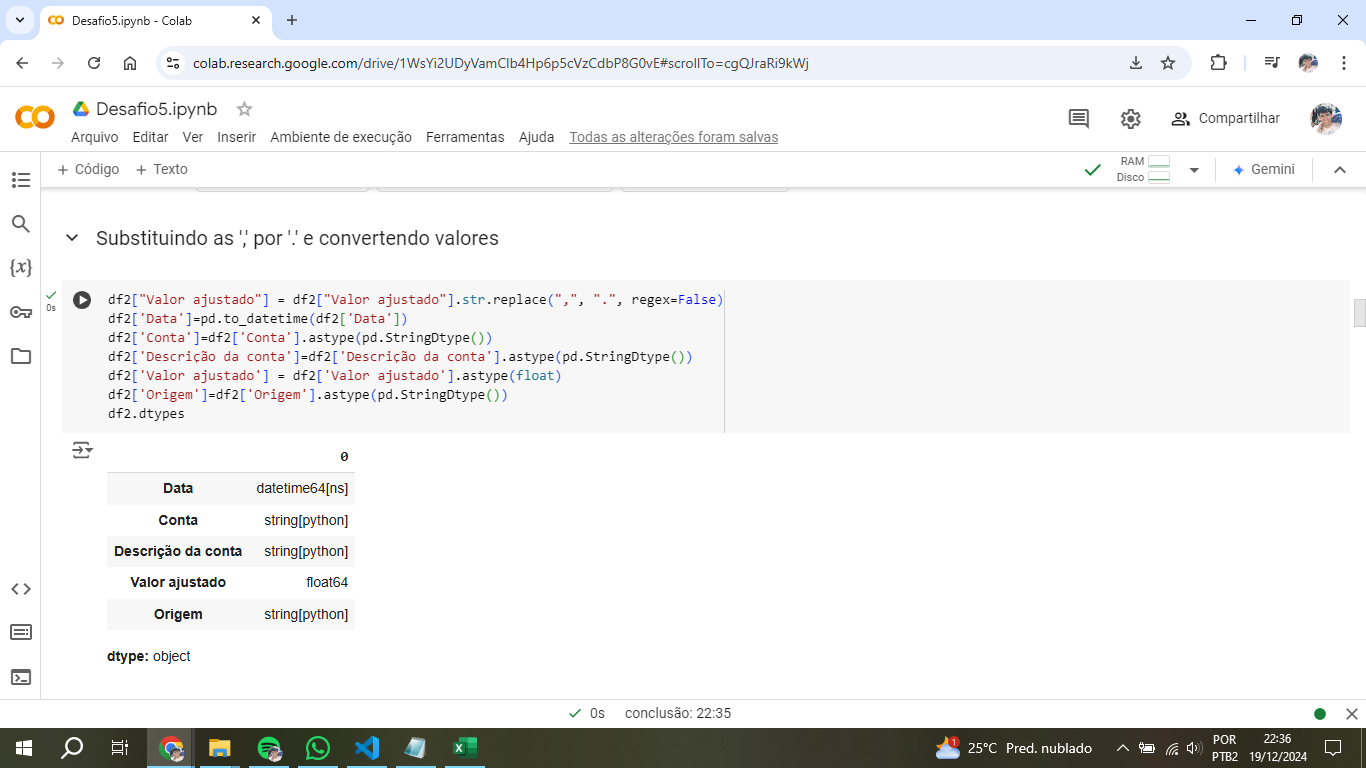 Desafio5.ipynb - Colab
colab.research.google.com/drive/1WsYi2UDyVamCIb4Hp6p5cVzCdbP8G0vE#scrollTo=cgQJraRi9kWj
Desafio5.ipynb
Arquivo Editar Ver Inserir Ambiente de execução Ferramentas Ajuda Todas as alterações foram salvas
Compartilhar
+ Código + Texto
RAM
Disco
Gemini
Substituindo as ',' por '.' e convertendo valores
0s
df2["Valor ajustado"] = df2["Valor ajustado"].str.replace(",", ".", regex=False)
df2['Data']=pd.to_datetime(df2['Data'])
df2['Conta']=df2['Conta'].astype(pd.StringDtype())
df2['Descrição da conta']=df2['Descrição da conta'].astype(pd.StringDtype())
df2['Valor ajustado'] = df2['Valor ajustado'].astype(float)
df2['Origem']=df2['Origem'].astype(pd.StringDtype())
df2.dtypes
0
Data datetime64[ns]
Conta string[python]
Descrição da conta string[python]
Valor ajustado float64
Origem string[python]
dtype: object
0s conclusão: 22:35
1
25°C Pred. nublado
POR
PTB2
22:36
19/12/2024